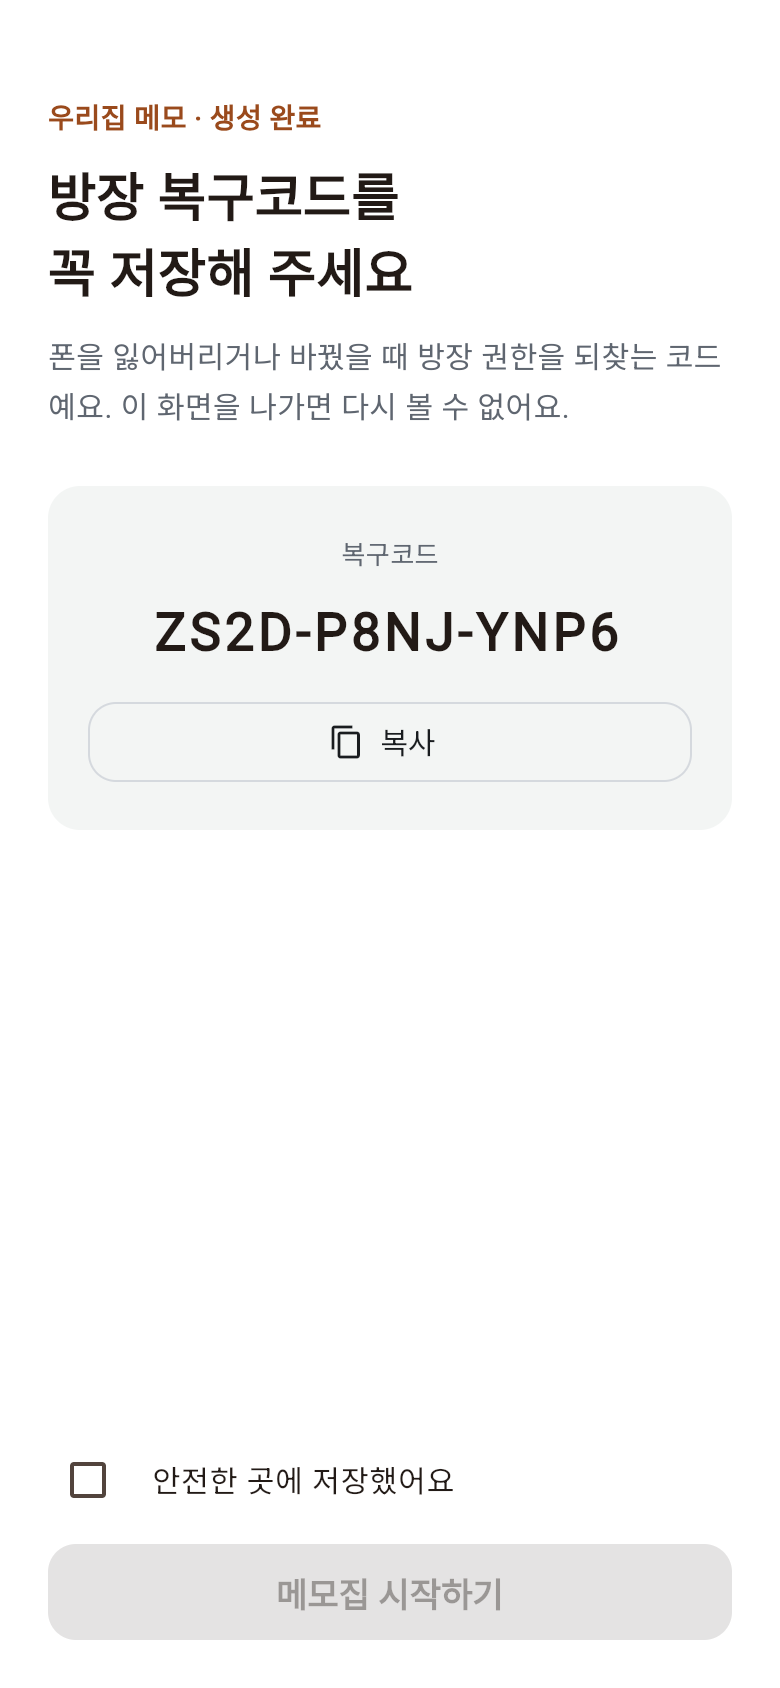 우리집 메모 · 생성 완료
방장 복구코드를
꼭 저장해 주세요
폰을 잃어버리거나 바꿨을 때 방장 권한을 되찾는 코드
예요. 이 화면을 나가면 다시 볼 수 없어요.
복구코드
ZS2D-P8NJ-YNP6
복사
안전한 곳에 저장했어요
메모집 시작하기